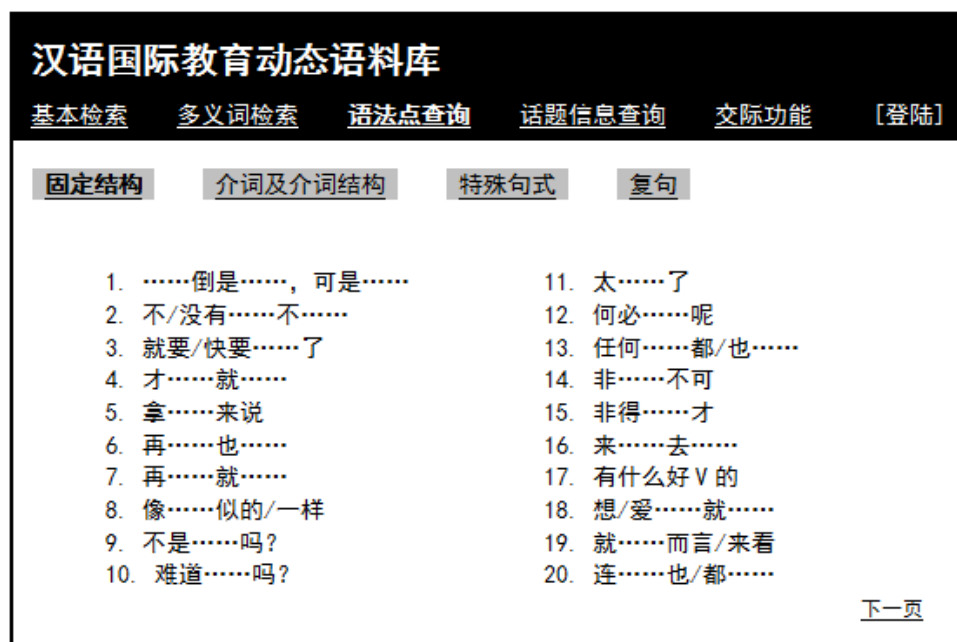 汉语国际教育动态语料库
基本检索 多义词检索 语法点查询 话题信息查询 交际功能 [登陆]
固定结构 介词及介词结构 特殊句式 复句
1. ……倒是……, 可是……
2. 不/没有……不……
3. 就要/快要……了
4. 才……就……
5. 拿……来说
6. 再……也……
7. 再……就……
8. 像……似的/一样
9. 不是……吗?
10. 难道……吗?
11. 太……了
12. 何必……呢
13. 任何……都/也……
14. 非……不可
15. 非得……才
16. 来……去……
17. 有什么好V的
18. 想/爱……就……
19. 就……而言/来看
20. 连……也/都……
下一页